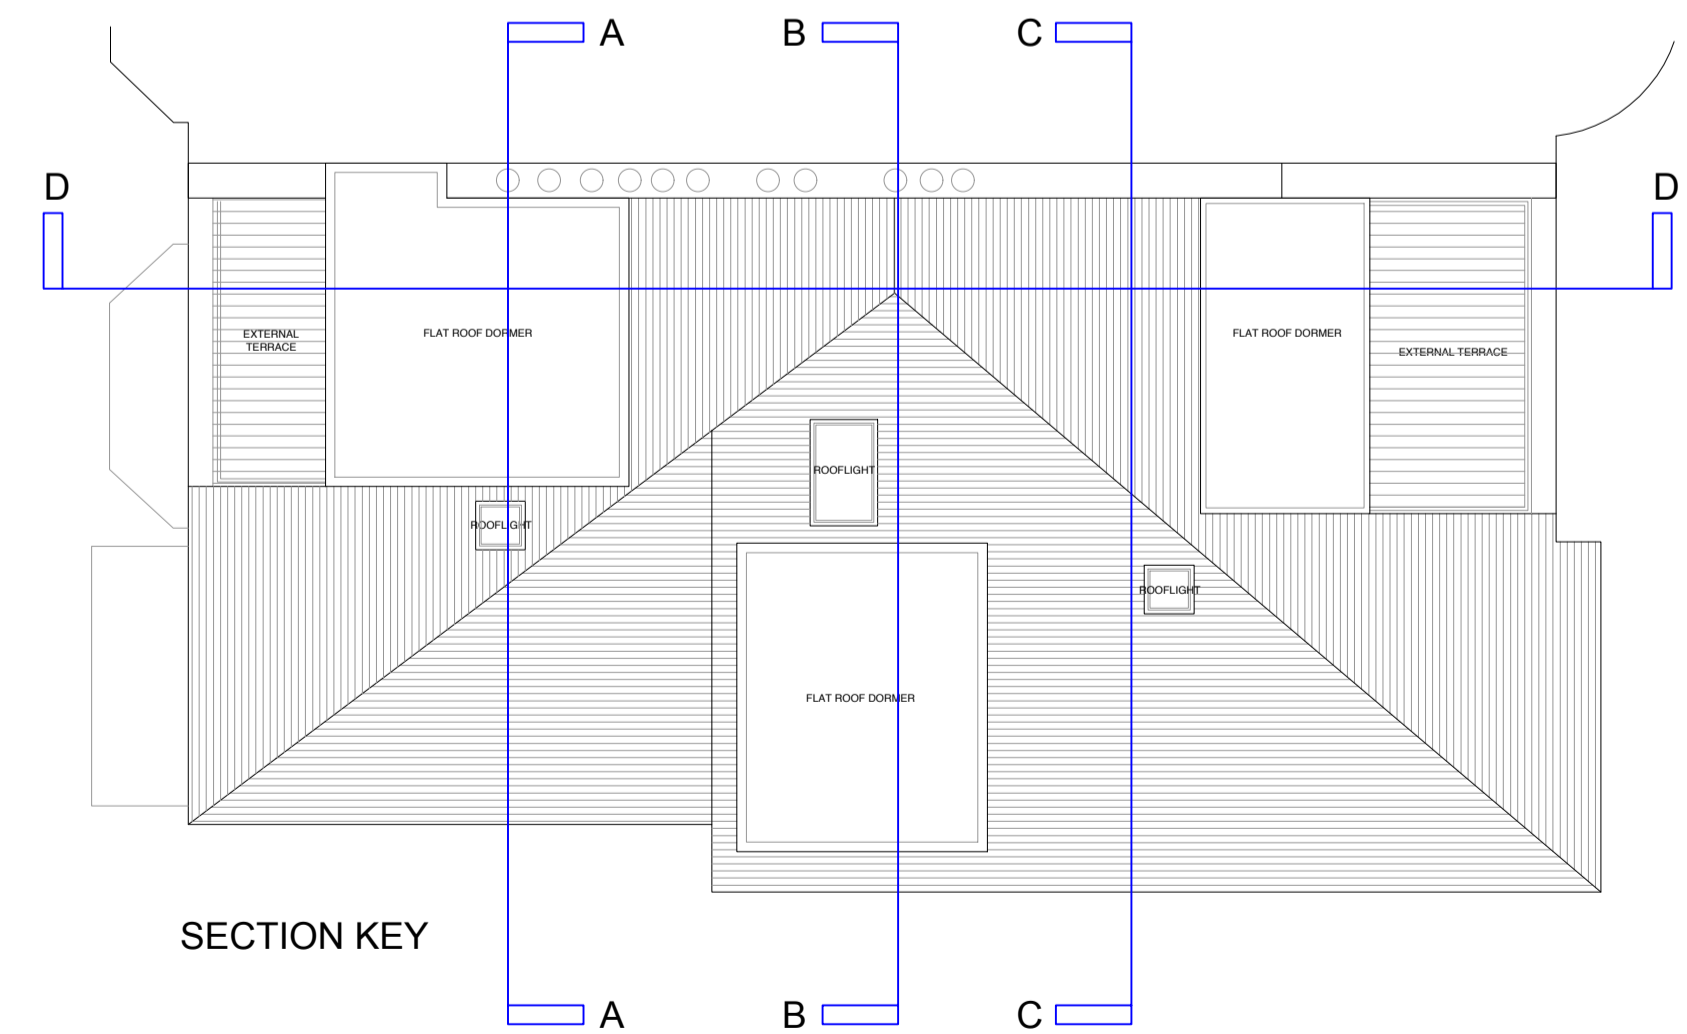 A
B
C
D
D
EXTERNAL
TERRACE
FLAT ROOF DORMER
FLAT ROOF DORMER
EXTERNAL TERRACE
ROOFLIGHT
ROOFLIGHT
ROOFLIGHT
FLAT ROOF DORMER
SECTION KEY
A
B
C